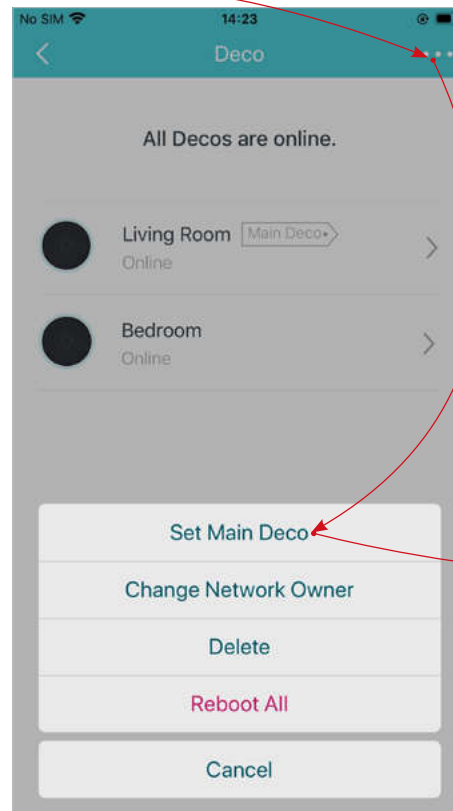 No SIM 14:23
Deco
All Decos are online.
Living Room Main Deco
Online
Bedroom
Online
Set Main Deco
Change Network Owner
Delete
Reboot All
Cancel